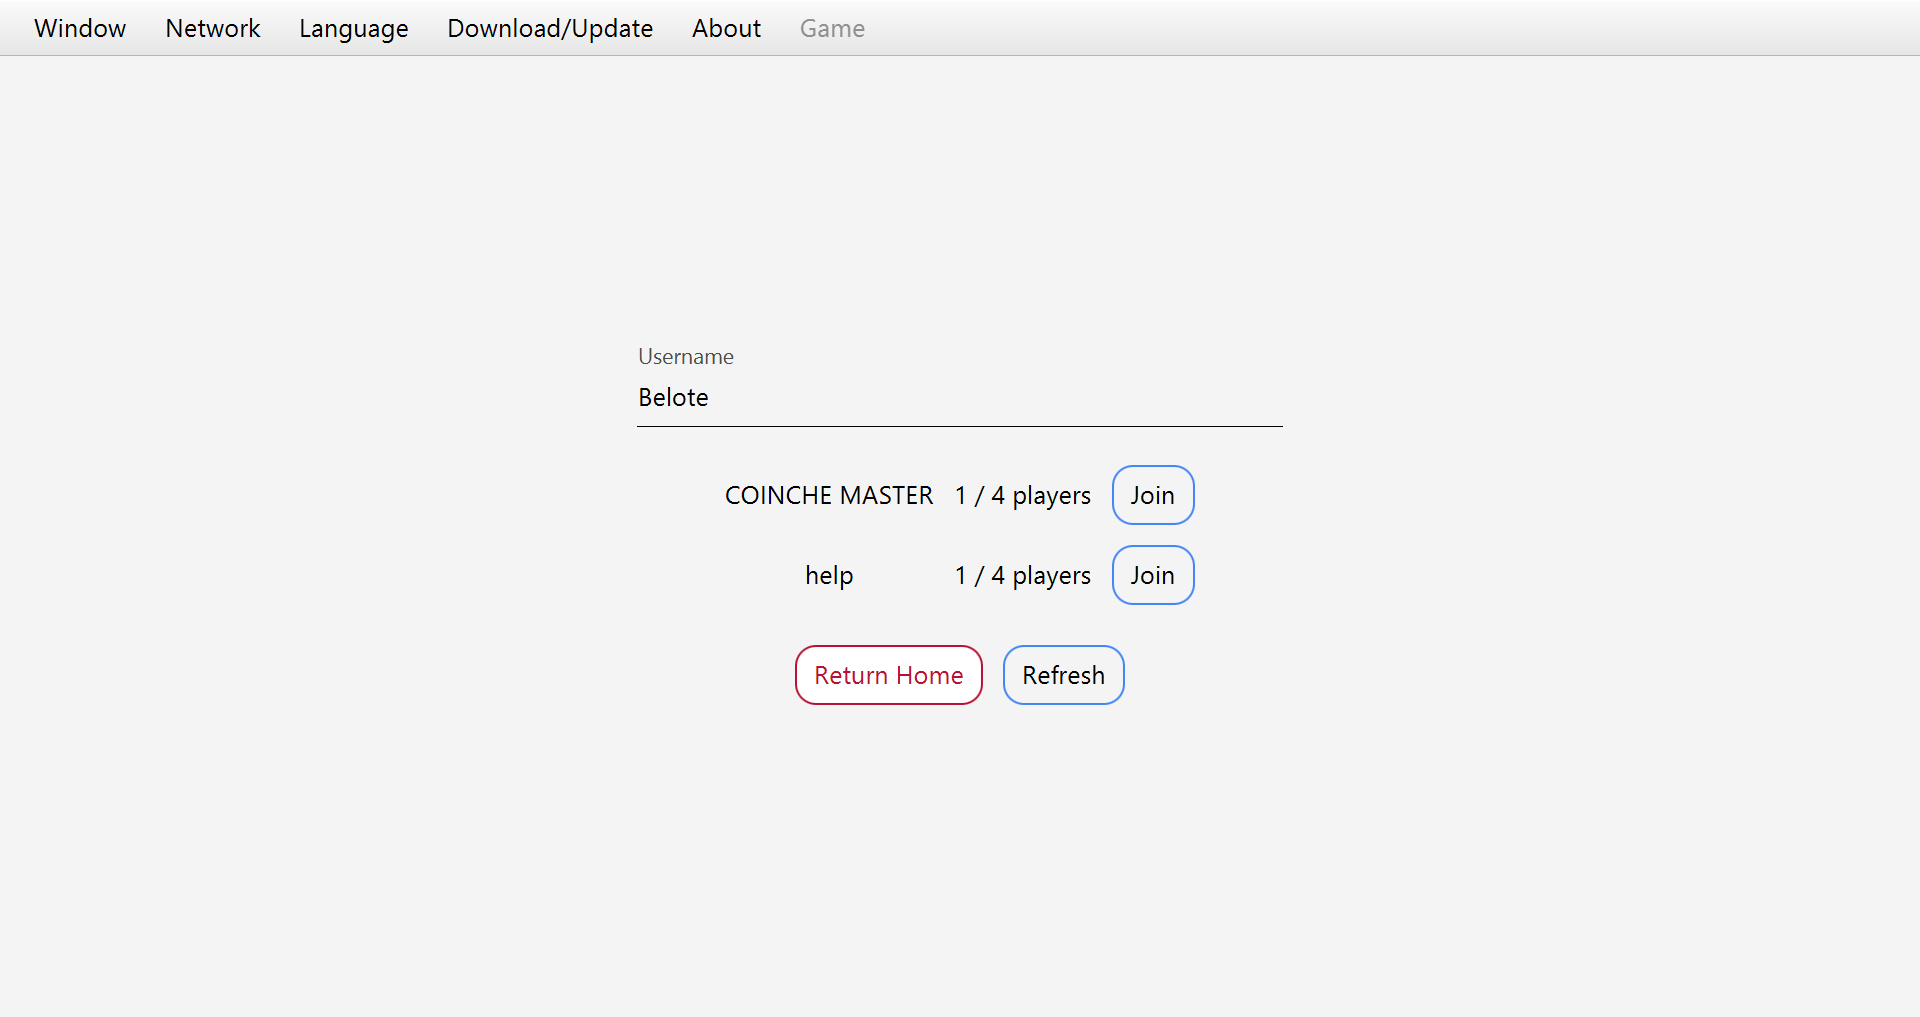 Window Network Language Download/Update About Game
Username
Belote
COINCHE MASTER 1 / 4 players Join
help 1 / 4 players Join
Return Home Refresh